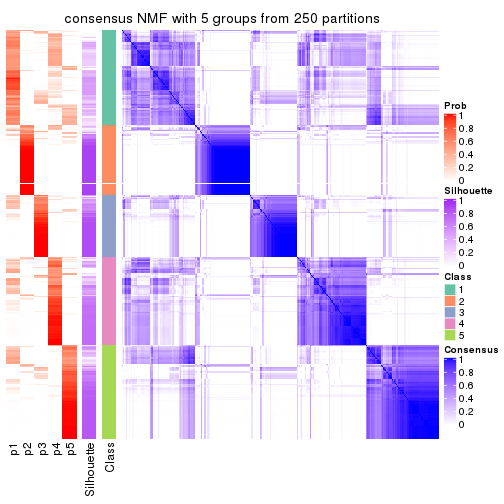 consensus NMF with 5 groups from 250 partitions
Prob
1
0.8
0.6
0.4
0.2
0
Silhouette
1
0.8
0.6
0.4
0.2
0
Class
1
2
3
4
5
Consensus
1
0.8
0.6
0.4
0.2
0
p1
p2
p3
p4
p5
Silhouette
Class